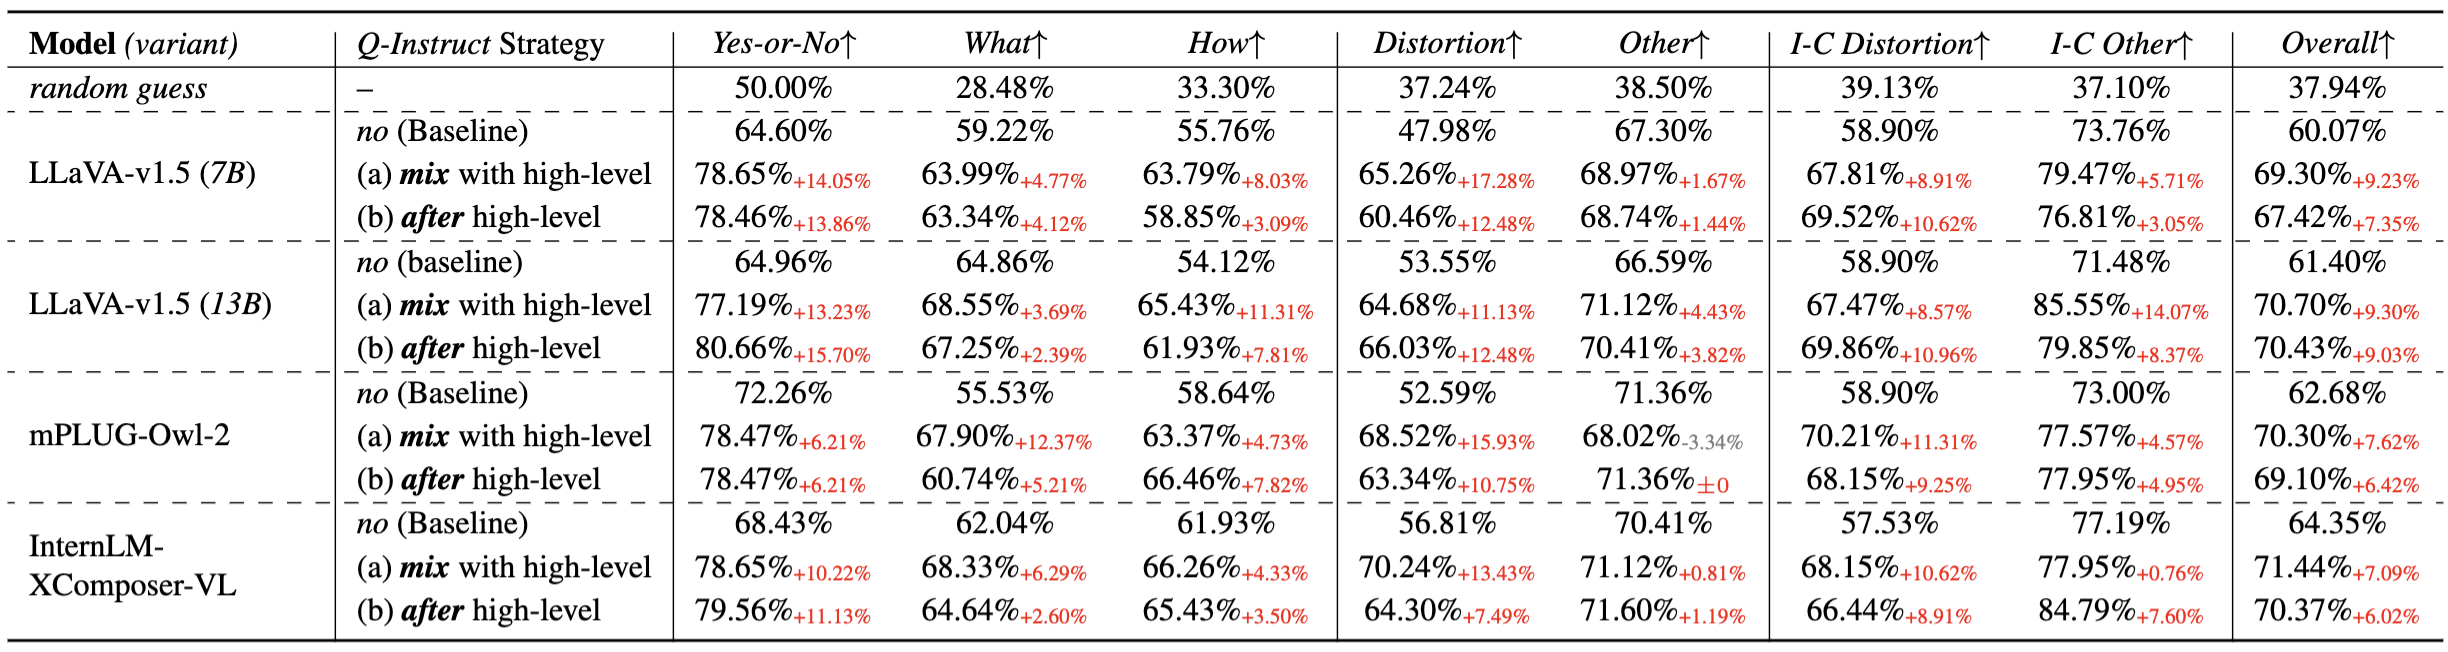 Model (variant) Q-Instruct Strategy Yes-or-No↑ What↑ How↑ Distortion↑ Other↑ I-C Distortion↑ I-C Other↑ Overall↑
random guess – 50.00% 28.48% 33.30% 37.24% 38.50% 39.13% 37.10% 37.94%
no (Baseline) 64.60% 59.22% 55.76% 47.98% 67.30% 58.90% 73.76% 60.07%
LLaVA-v1.5 (7B) (a) mix with high-level 78.65%+14.05% 63.99%+4.77% 63.79%+8.03% 65.26%+17.28% 68.97%+1.67% 67.81%+8.91% 79.47%+5.71% 69.30%+9.23%
(b) after high-level 78.46%+13.86% 63.34%+4.12% 58.85%+3.09% 60.46%+12.48% 68.74%+1.44% 69.52%+10.62% 76.81%+3.05% 67.42%+7.35%
no (baseline) 64.96% 64.86% 54.12% 53.55% 66.59% 58.90% 71.48% 61.40%
LLaVA-v1.5 (13B) (a) mix with high-level 77.19%+13.23% 68.55%+3.69% 65.43%+11.31% 64.68%+11.13% 71.12%+4.43% 67.47%+8.57% 85.55%+14.07% 70.70%+9.30%
(b) after high-level 80.66%+15.70% 67.25%+2.39% 61.93%+7.81% 66.03%+12.48% 70.41%+3.82% 69.86%+10.96% 79.85%+8.37% 70.43%+9.03%
no (Baseline) 72.26% 55.53% 58.64% 52.59% 71.36% 58.90% 73.00% 62.68%
mPLUG-Owl-2 (a) mix with high-level 78.47%+6.21% 67.90%+12.37% 63.37%+4.73% 68.52%+15.93% 68.02%-3.34% 70.21%+11.31% 77.57%+4.57% 70.30%+7.62%
(b) after high-level 78.47%+6.21% 60.74%+5.21% 66.46%+7.82% 63.34%+10.75% 71.36%±0 68.15%+9.25% 77.95%+4.95% 69.10%+6.42%
no (Baseline) 68.43% 62.04% 61.93% 56.81% 70.41% 57.53% 77.19% 64.35%
InternLM-
XComposer-VL (a) mix with high-level 78.65%+10.22% 68.33%+6.29% 66.26%+4.33% 70.24%+13.43% 71.12%+0.81% 68.15%+10.62% 77.95%+0.76% 71.44%+7.09%
(b) after high-level 79.56%+11.13% 64.64%+2.60% 65.43%+3.50% 64.30%+7.49% 71.60%+1.19% 66.44%+8.91% 84.79%+7.60% 70.37%+6.02%